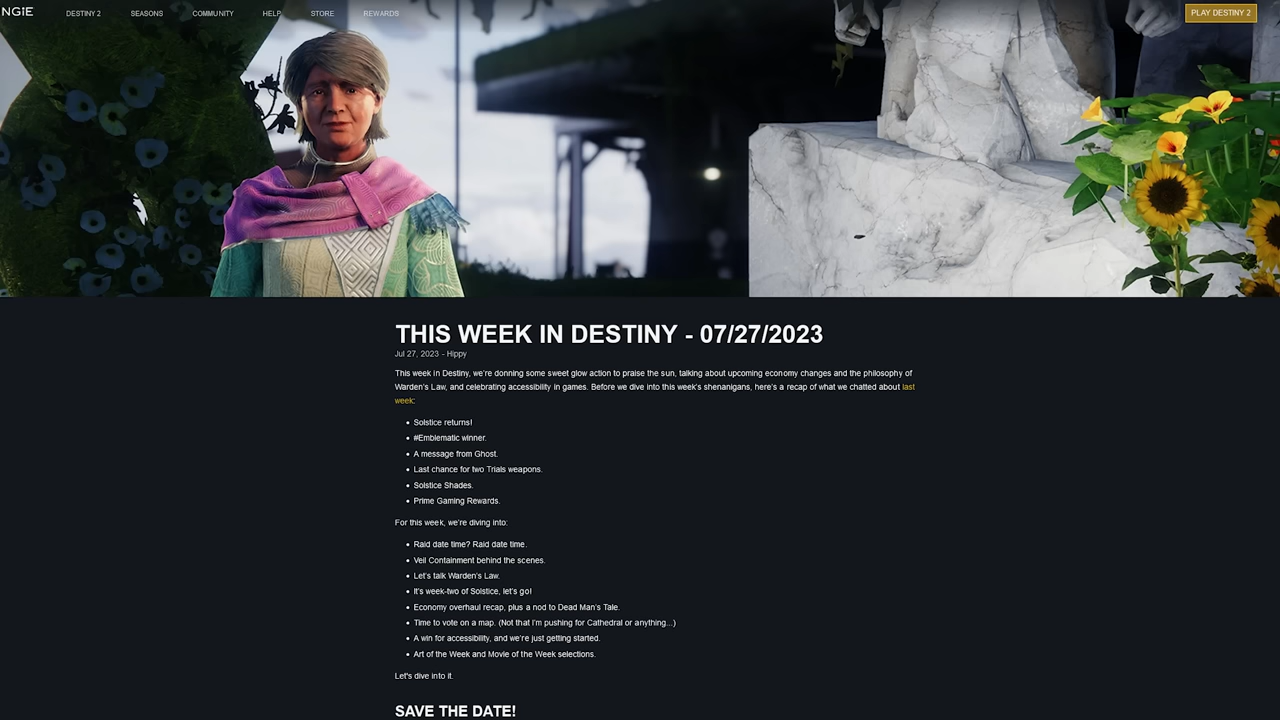 NGiE DESTINY 2 SEASONS COMMUNITY HELP STORE REWARDS PLAY DESTINY 2
THIS WEEK IN DESTINY - 07/27/2023
Jul 27, 2023 - Hippy
This week in Destiny, we're donning some sweet glow action to praise the sun, talking about upcoming economy changes and the philosophy of
Warden's Law, and celebrating accessibility in games. Before we dive into this week's shenanigans, here's a recap of what we chatted about last
week:
• Solstice returns!
• #Emblematic winner.
• A message from Ghost.
• Last chance for two Trials weapons.
• Solstice Shades.
• Prime Gaming Rewards.
For this week, we're diving into:
• Raid date time? Raid date time.
• Veil Containment behind the scenes.
• Let's talk Warden's Law.
• It's week-two of Solstice, let's go!
• Economy overhaul recap, plus a nod to Dead Man's Tale.
• Time to vote on a map. (Not that I'm pushing for Cathedral or anything...)
• A win for accessibility, and we're just getting started.
• Art of the Week and Movie of the Week selections.
Let's dive into it.
SAVE THE DATE!